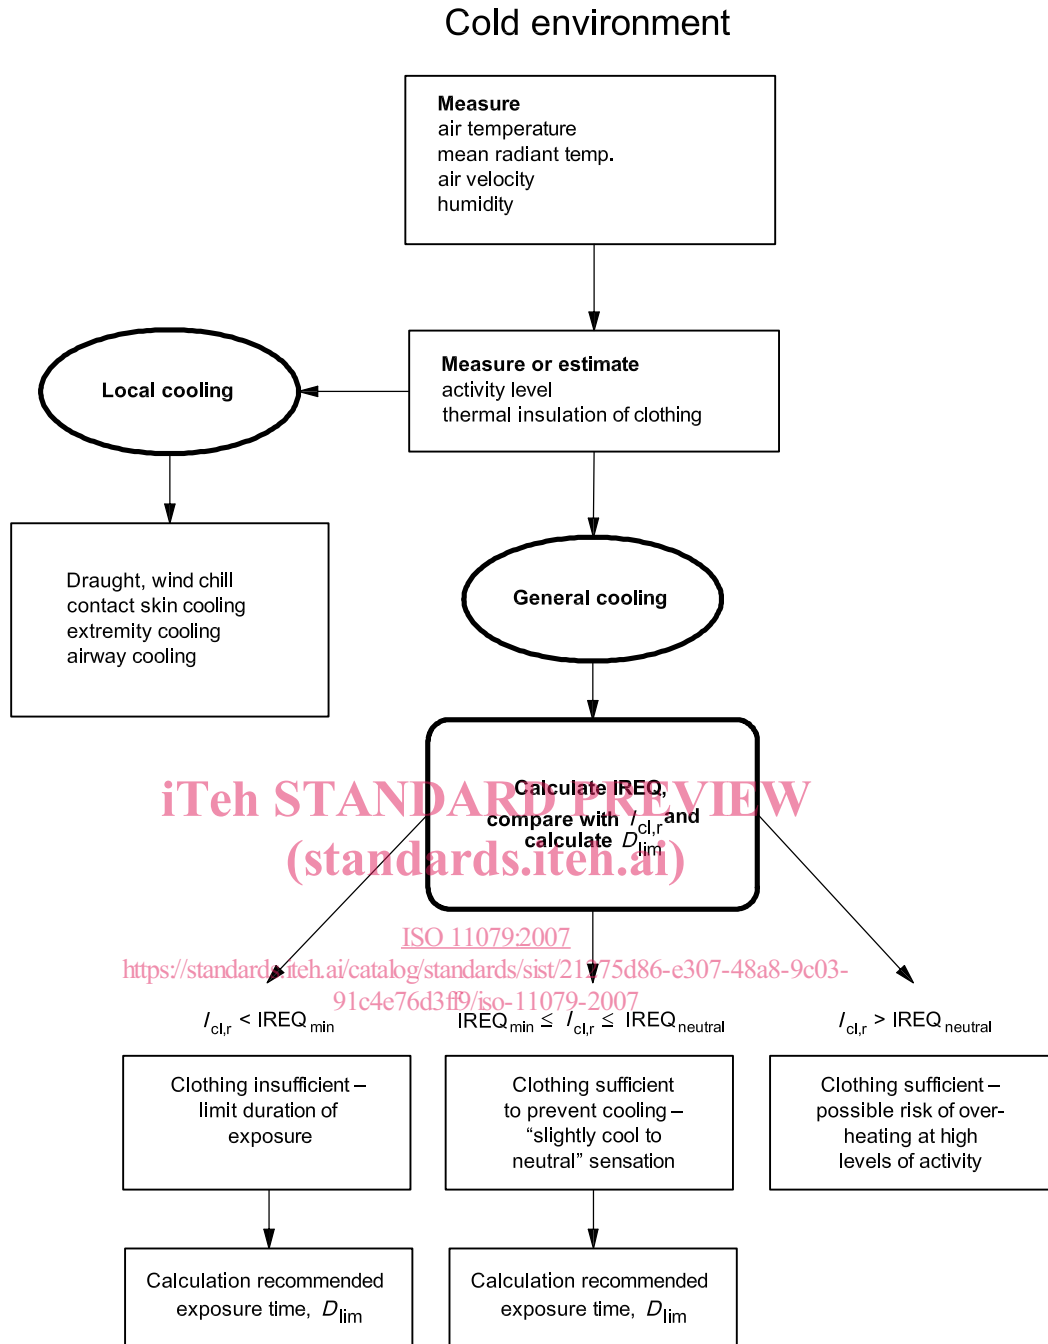 Cold environment
Measure
air temperature
mean radiant temp.
air velocity
humidity
Measure or estimate
activity level
thermal insulation of clothing
Local cooling
Draught, wind chill
contact skin cooling
extremity cooling
airway cooling
General cooling
Calculate IREQ,
compare with Icl,r and
calculate Dlim
iTeh STANDARD PREVIEW
(standards.iteh.ai)
ISO 11079:2007
https://standards.iteh.ai/catalog/standards/sist/21275d86-e307-48a8-9c03-
91c4e76d3ff9/iso-11079-2007
Icl,r < IREQmin
Clothing insufficient –
limit duration of
exposure
Calculation recommended
exposure time, Dlim
IREQmin ≤ Icl,r ≤ IREQneutral
Clothing sufficient
to prevent cooling –
“slightly cool to
neutral” sensation
Calculation recommended
exposure time, Dlim
Icl,r > IREQneutral
Clothing sufficient –
possible risk of over-
heating at high
levels of activity